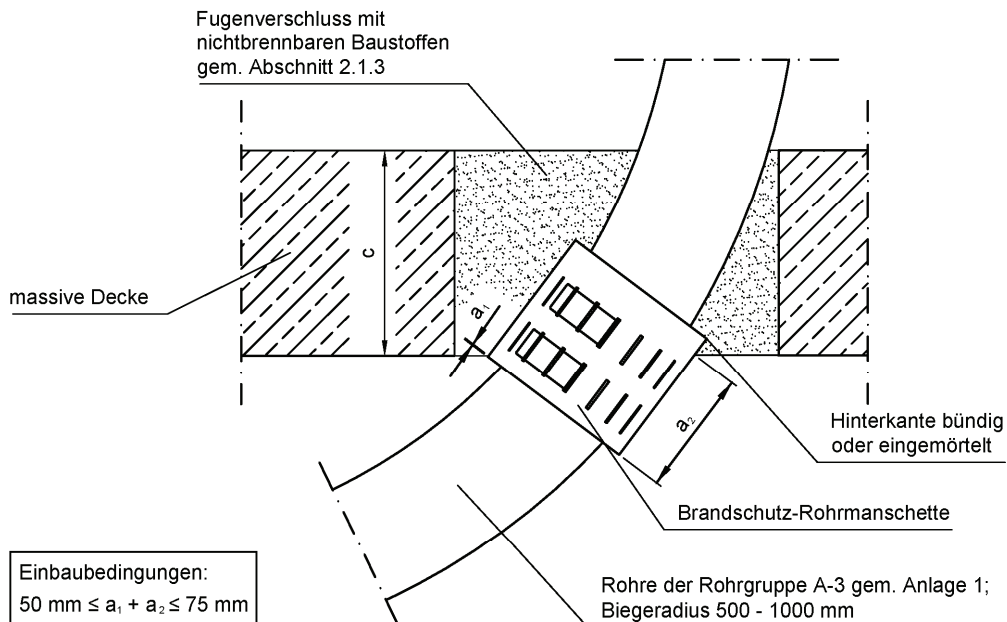 Fugenverschluss mit
nichtbrennbaren Baustoffen
gem. Abschnitt 2.1.3
c
massive Decke
a₁
a₂
Hinterkante bündig
oder eingemörtelt
Brandschutz-Rohrmanschette
Einbaubedingungen:
50 mm ≤ a₁ + a₂ ≤ 75 mm
Rohre der Rohrgruppe A-3 gem. Anlage 1;
Biegeradius 500 - 1000 mm